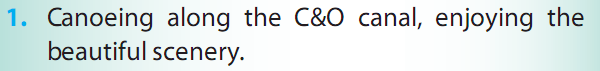 1. Canoeing along the C&O canal, enjoying the
beautiful scenery.